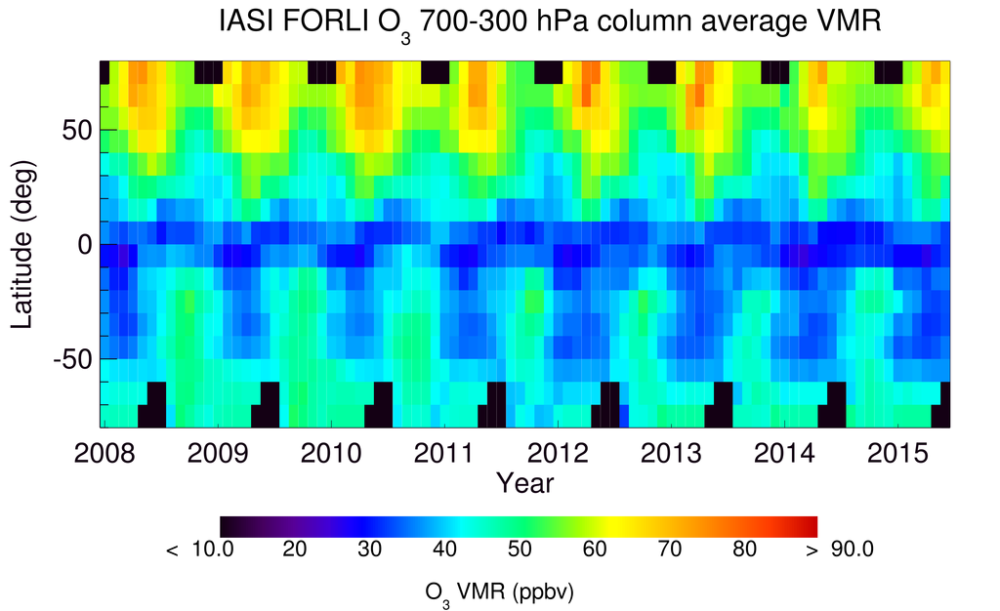 IASI FORLI O3 700-300 hPa column average VMR
50
0
-50
Latitude (deg)
2008 2009 2010 2011 2012 2013 2014 2015
Year
< 10.0 20 30 40 50 60 70 80 > 90.0
O3 VMR (ppbv)